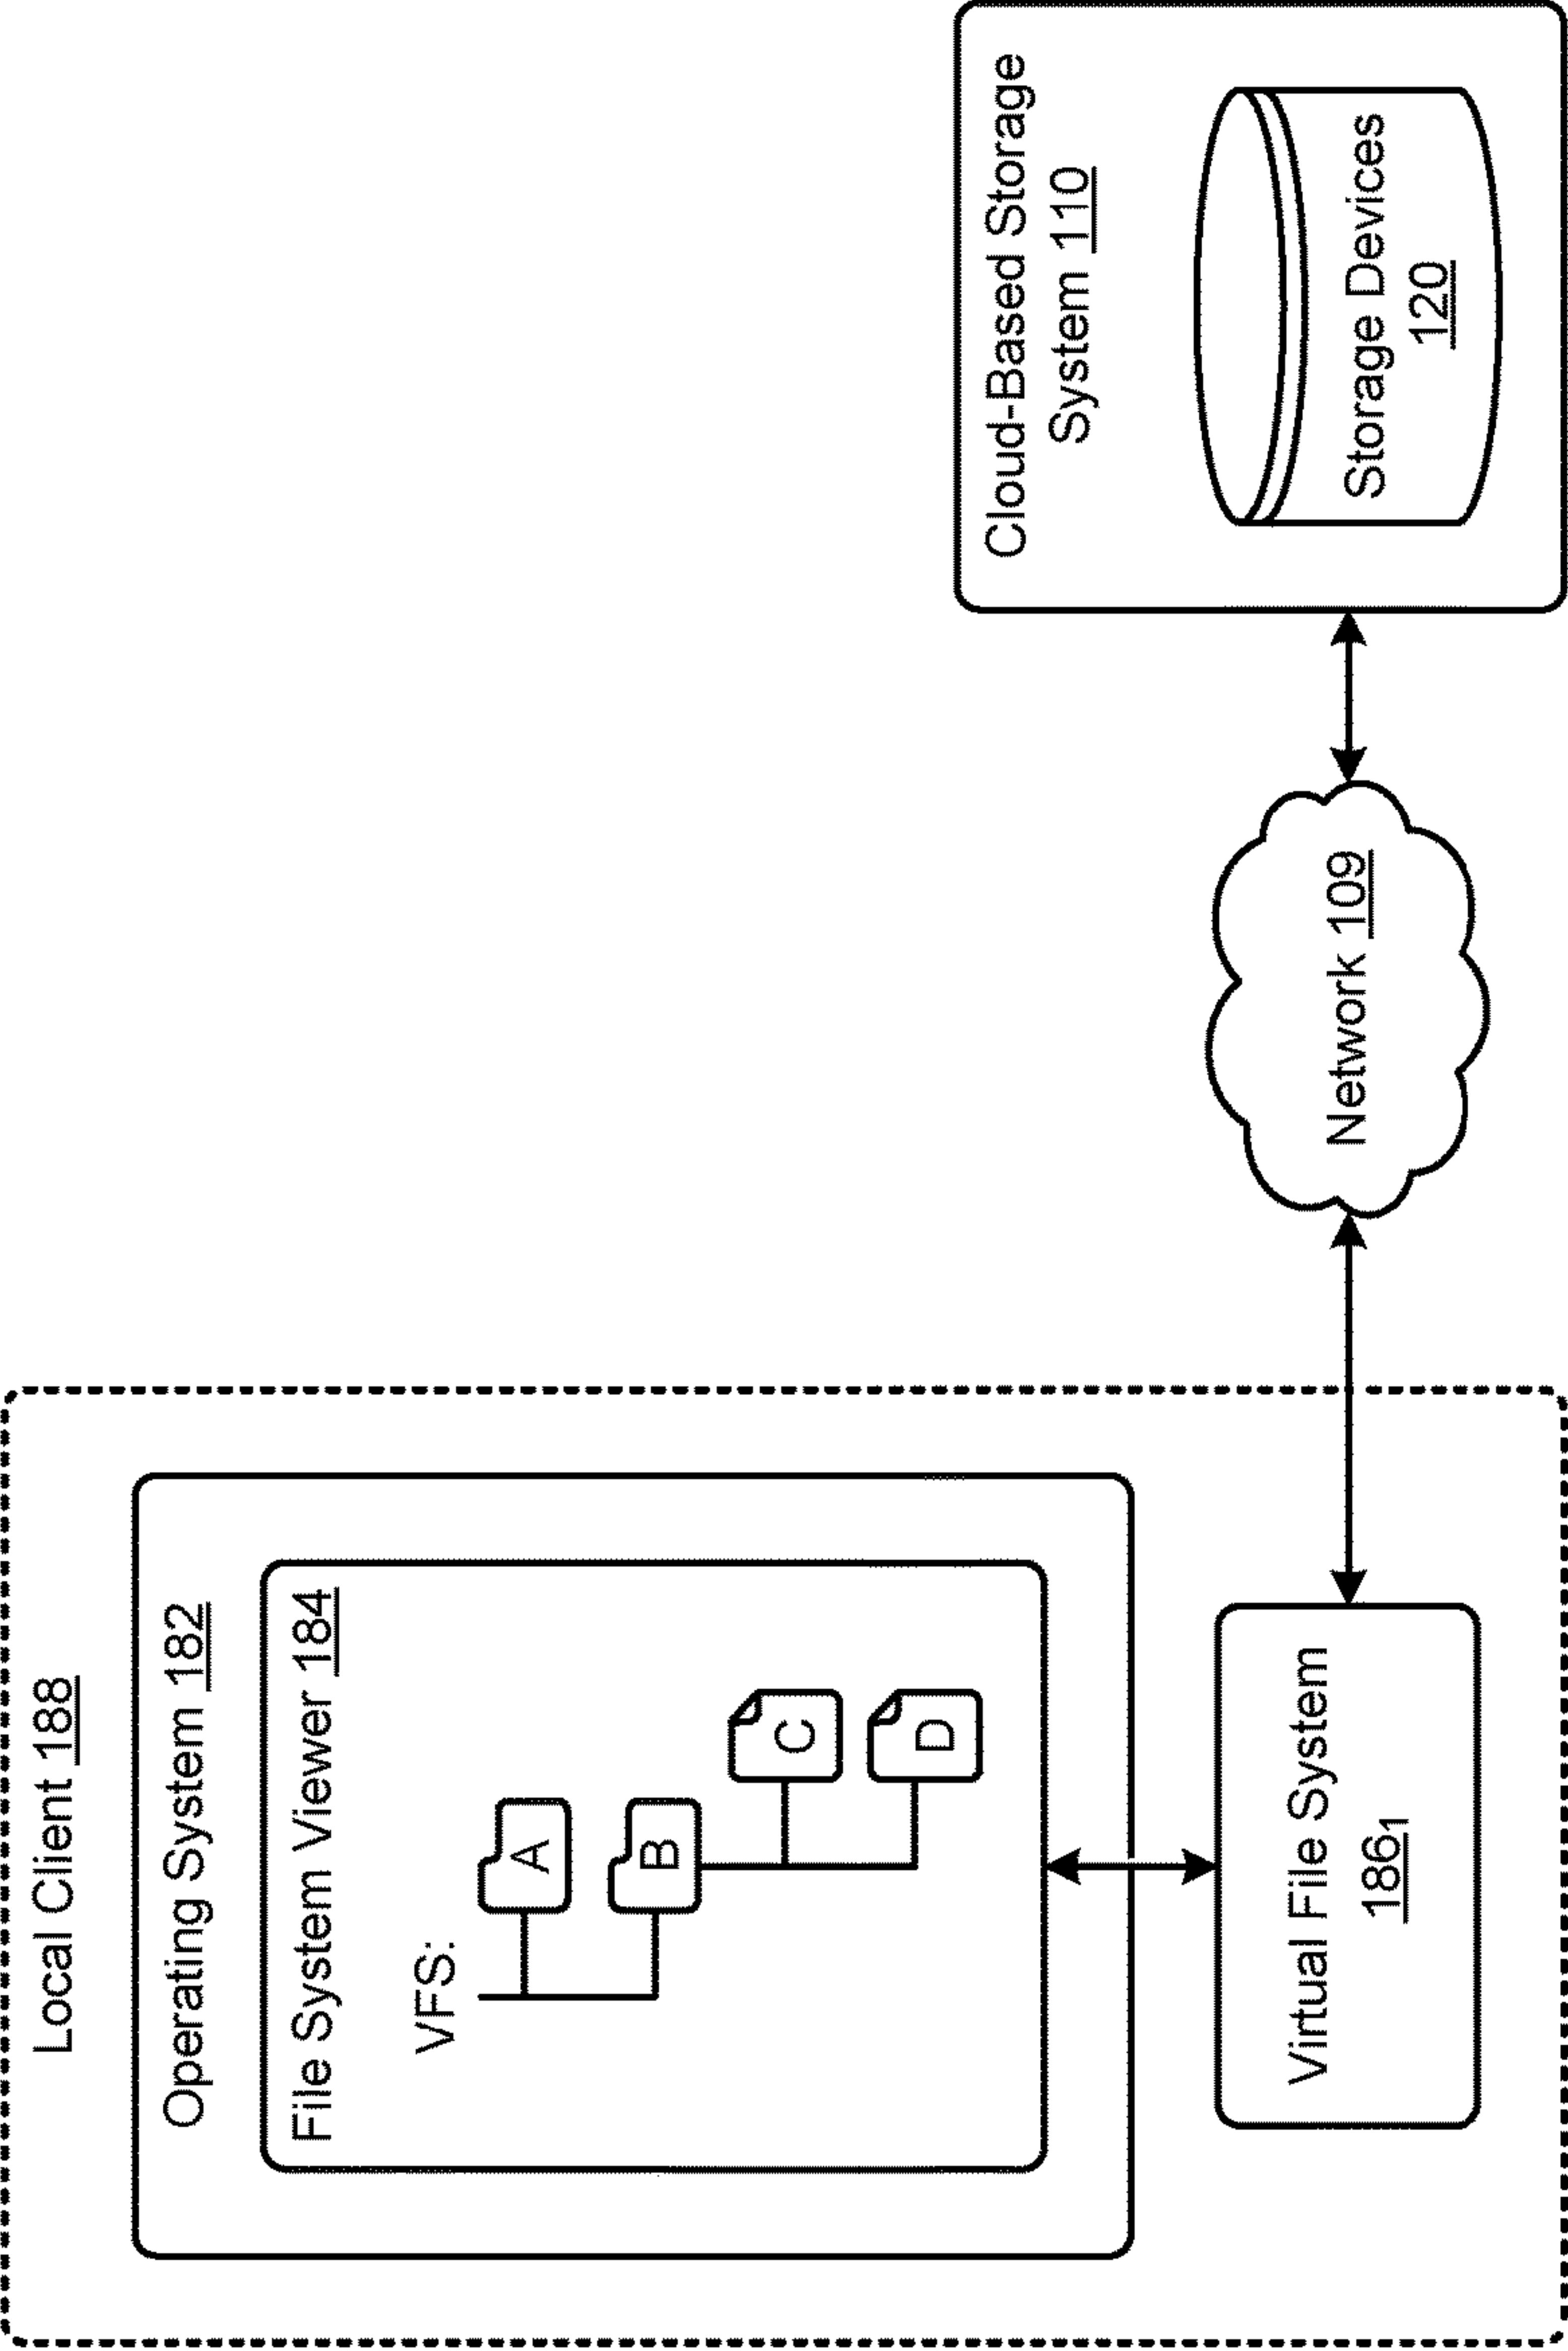 Local Client 188
Operating System 182
File System Viewer 184
VFS:
A
B
C
D
Virtual File System
186₁
Network 109
Cloud-Based Storage
System 110
Storage Devices
120